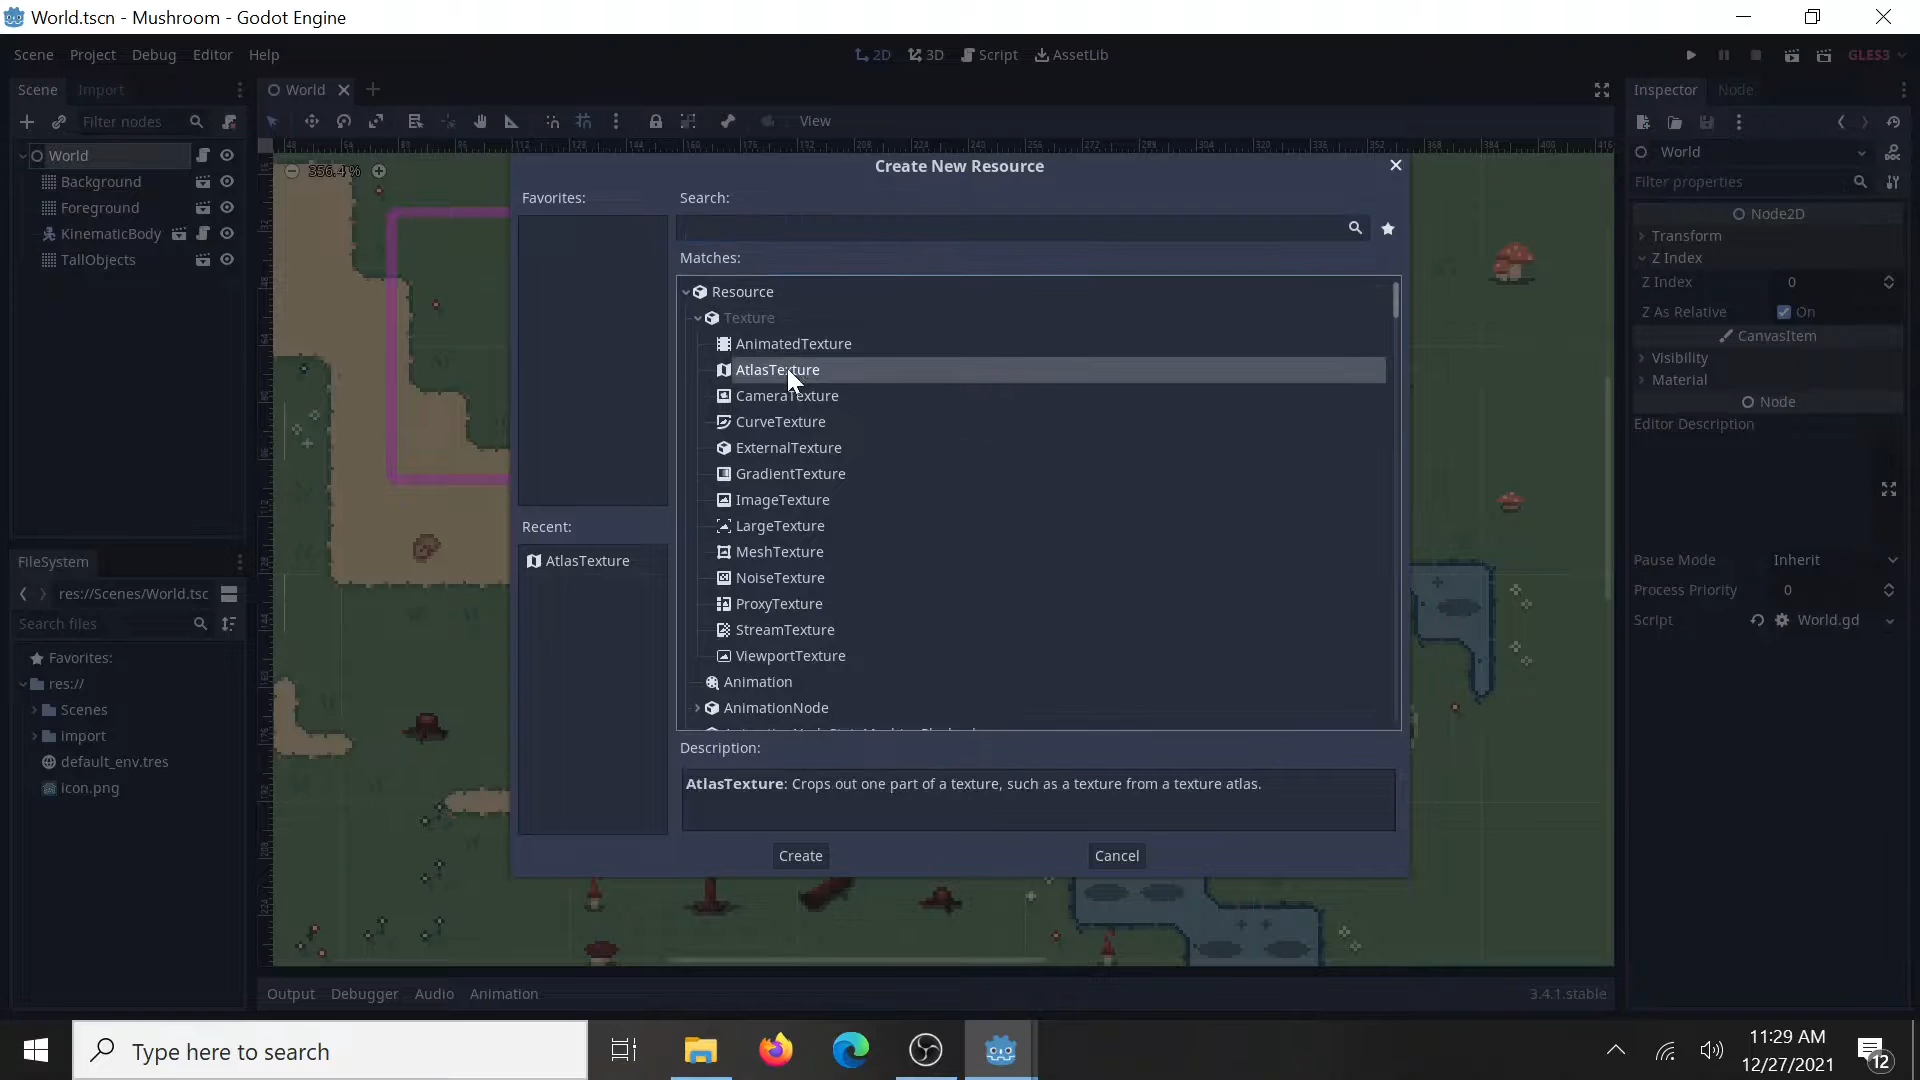 World.tscn - Mushroom - Godot Engine
Scene Project Debug Editor Help
2D 3D Script AssetLib
GLES3
Scene Import
World
Inspector Node
Filter nodes
View
World
Background
Foreground
KinematicBody
TallObjects
356.4 %
Create New Resource
Favorites:
Search:
Matches:
Resource
Texture
AnimatedTexture
AtlasTexture
CameraTexture
CurveTexture
ExternalTexture
GradientTexture
ImageTexture
LargeTexture
MeshTexture
NoiseTexture
ProxyTexture
StreamTexture
ViewportTexture
Animation
AnimationNode
Recent:
AtlasTexture
Description:
AtlasTexture: Crops out one part of a texture, such as a texture from a texture atlas.
Create Cancel
World
Filter properties
Node2D
Transform
Z Index
Z Index 0
Z As Relative On
CanvasItem
Visibility
Material
Node
Editor Description
Pause Mode Inherit
Process Priority 0
Script World.gd
FileSystem
res://Scenes/World.tsc
Search files
Favorites:
res://
Scenes
import
default_env.tres
icon.png
Output Debugger Audio Animation
3.4.1.stable
Type here to search
11:29 AM
12/27/2021
12